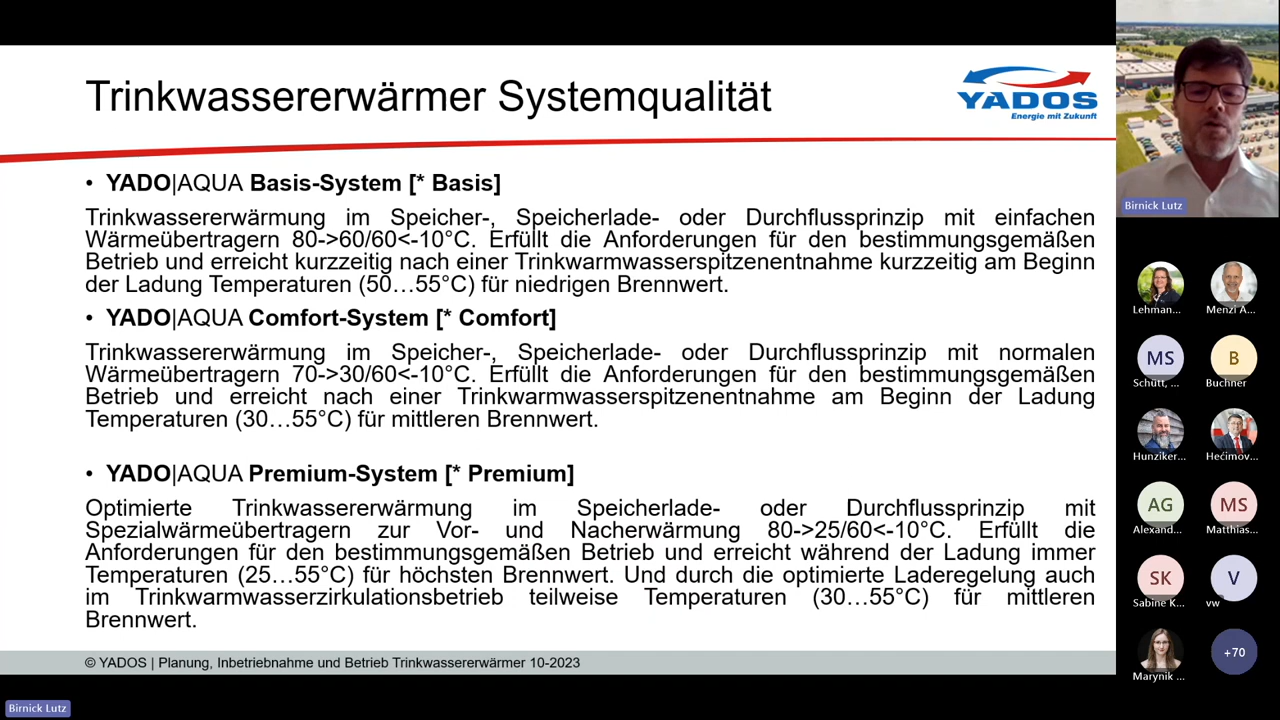 Trinkwassererwärmer Systemqualität
YADOS
Energie mit Zukunft
• YADO|AQUA Basis-System [* Basis]
Trinkwassererwärmung im Speicher-, Speicherlade- oder Durchflussprinzip mit einfachen
Wärmeübertragern 80->60/60<-10°C. Erfüllt die Anforderungen für den bestimmungsgemäßen
Betrieb und erreicht kurzzeitig nach einer Trinkwarmwasserspitzenentnahme kurzzeitig am Beginn
der Ladung Temperaturen (50…55°C) für niedrigen Brennwert.
• YADO|AQUA Comfort-System [* Comfort]
Trinkwassererwärmung im Speicher-, Speicherlade- oder Durchflussprinzip mit normalen
Wärmeübertragern 70->30/60<-10°C. Erfüllt die Anforderungen für den bestimmungsgemäßen
Betrieb und erreicht nach einer Trinkwarmwasserspitzenentnahme am Beginn der Ladung
Temperaturen (30…55°C) für mittleren Brennwert.
• YADO|AQUA Premium-System [* Premium]
Optimierte Trinkwassererwärmung im Speicherlade- oder Durchflussprinzip mit
Spezialwärmeübertragern zur Vor- und Nacherwärmung 80->25/60<-10°C. Erfüllt die
Anforderungen für den bestimmungsgemäßen Betrieb und erreicht während der Ladung immer
Temperaturen (25…55°C) für höchsten Brennwert. Und durch die optimierte Laderegelung auch
im Trinkwarmwasserzirkulationsbetrieb teilweise Temperaturen (30…55°C) für mittleren
Brennwert.
© YADOS | Planung, Inbetriebnahme und Betrieb Trinkwassererwärmer 10-2023
Birnick Lutz
Birnick Lutz
Lehman...
Menzi A...
MS
B
Schütt, ...
Buchner
Hunziker...
Hećimov...
AG
MS
Alexand...
Matthias...
SK
V
Sabine K...
vw
Marynik ...
+70